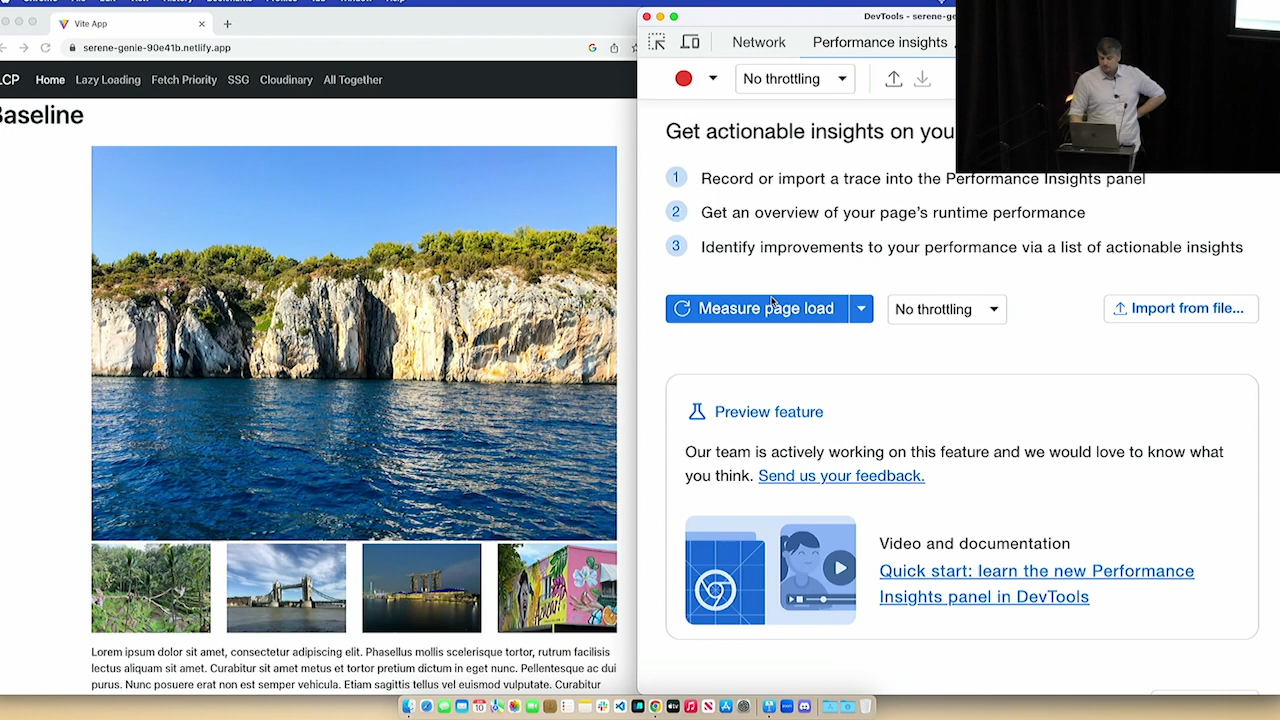 Vite App
serene-genie-90e41b.netlify.app
LCP Home Lazy Loading Fetch Priority SSG Cloudinary All Together
Baseline
Lorem ipsum dolor sit amet, consectetur adipiscing elit. Phasellus mollis scelerisque tortor, rutrum facilisis
lectus aliquam sit amet. Curabitur sit amet metus et tortor pretium dictum in eget nunc. Pellentesque ac dui
purus. Nunc posuere erat non est semper vehicula. Etiam sagittis tellus vel euismod vulputate. Curabitur
DevTools - serene-ge
Network Performance insights
No throttling
Get actionable insights on you
1 Record or import a trace into the Performance Insights panel
2 Get an overview of your page's runtime performance
3 Identify improvements to your performance via a list of actionable insights
Measure page load No throttling Import from file...
Preview feature
Our team is actively working on this feature and we would love to know what
you think. Send us your feedback.
Video and documentation
Quick start: learn the new Performance
Insights panel in DevTools